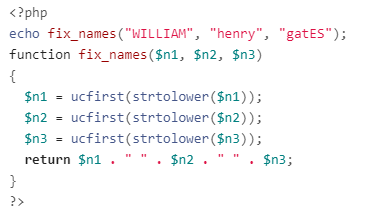 <?php
echo fix_names("WILLIAM", "henry", "gatES");
function fix_names($n1, $n2, $n3)
{
  $n1 = ucfirst(strtolower($n1));
  $n2 = ucfirst(strtolower($n2));
  $n3 = ucfirst(strtolower($n3));
  return $n1 . " " . $n2 . " " . $n3;
}
?>